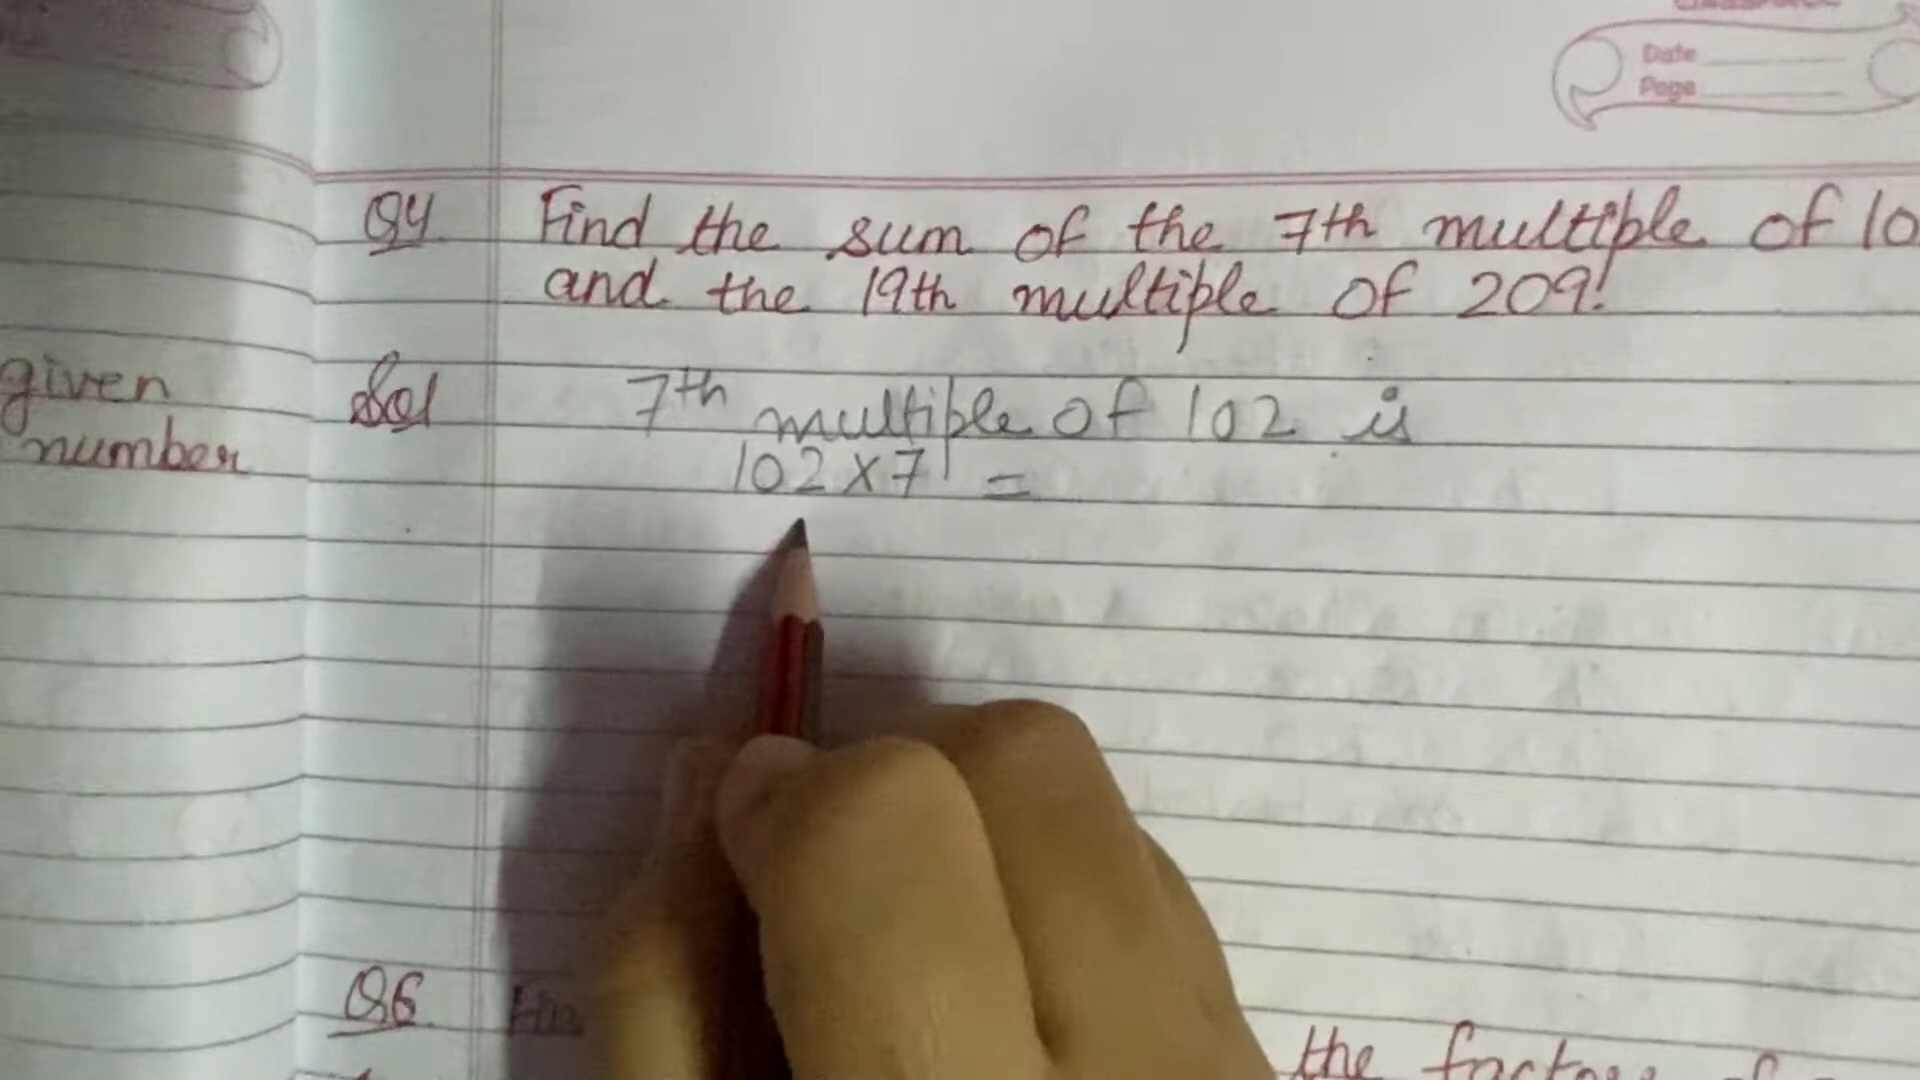 Date
Page
Q4 Find the sum of the 7th multiple of 10
and the 19th multiple of 209!
given
number
Sol 7th multiple of 102 is
102 x 7 =
Q6
the